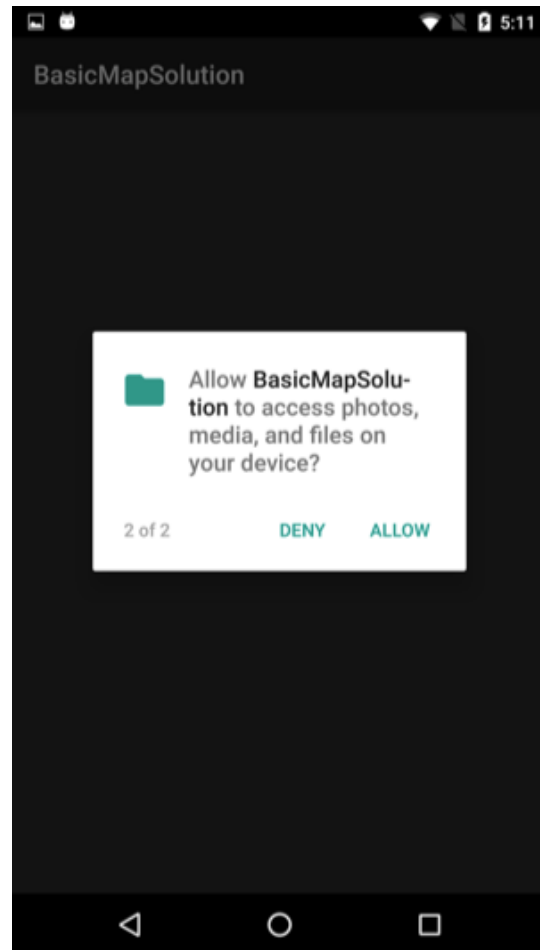 5:11
BasicMapSolution
Allow BasicMapSolu-
tion to access photos,
media, and files on
your device?
2 of 2 DENY ALLOW